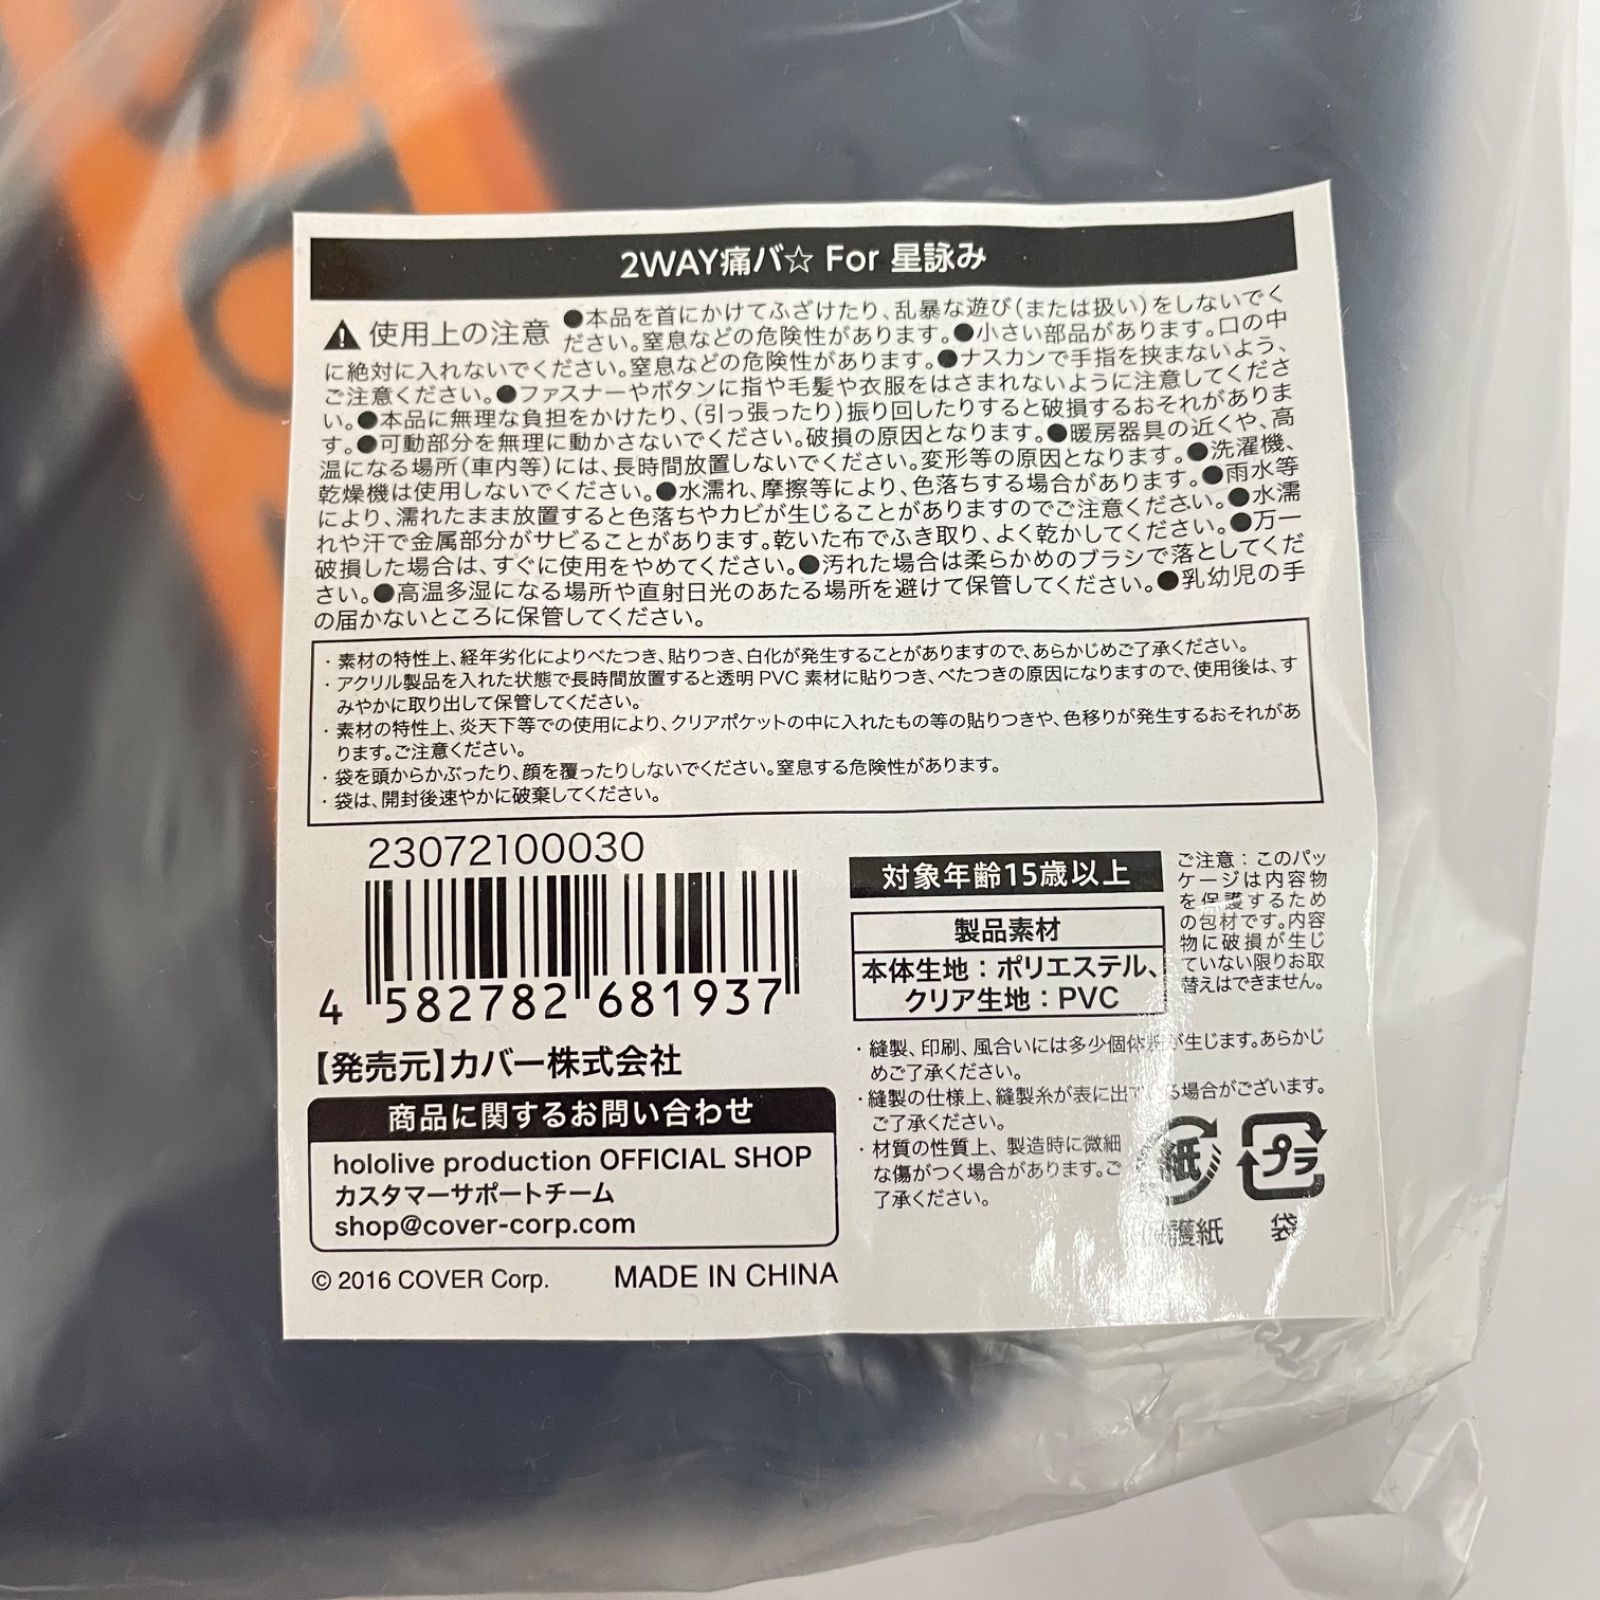 2WAY痛バ☆ For 星詠み
使用上の注意
●本品を首にかけてふざけたり、乱暴な遊び(または扱い)をしないでく
ださい。窒息などの危険性があります。●小さい部品があります。口の中
に絶対に入れないでください。窒息などの危険性があります。●ナスカンで手指を挟まないよう、
ご注意ください。●ファスナーやボタンに指や毛髪や衣服をはさまれないように注意してくださ
い。●本品に無理な負担をかけたり、(引っ張ったり)振り回したりすると破損するおそれがありま
す。●可動部分を無理に動かさないでください。破損の原因となります。●暖房器具の近くや、高
温になる場所(車内等)には、長時間放置しないでください。変形等の原因となります。●洗濯機、
乾燥機は使用しないでください。●水濡れ、摩擦等により、色落ちする場合があります。●雨水等
により、濡れたまま放置すると色落ちやカビが生じることがありますのでご注意ください。●水濡
れや汗で金属部分がサビることがあります。乾いた布でふき取り、よく乾かしてください。●万一
破損した場合は、すぐに使用をやめてください。●汚れた場合は柔らかめのブラシで落としてくだ
さい。●高温多湿になる場所や直射日光のあたる場所を避けて保管してください。●乳幼児の手
の届かないところに保管してください。
・素材の特性上、経年劣化によりべたつき、貼りつき、白化が発生することがありますので、あらかじめご了承ください。
・アクリル製品を入れた状態で長時間放置すると透明 PVC 素材に貼りつき、べたつきの原因になりますので、使用後は、す
みやかに取り出して保管してください。
・素材の特性上、炎天下等での使用により、クリアポケットの中に入れたもの等の貼りつきや、色移りが発生するおそれがあ
ります。ご注意ください。
・袋を頭からかぶったり、顔を覆ったりしないでください。窒息する危険性があります。
・袋は、開封後速やかに破棄してください。
23072100030
4 582782 681937
【発売元】カバー株式会社
商品に関するお問い合わせ
hololive production OFFICIAL SHOP
カスタマーサポートチーム
shop@cover-corp.com
© 2016 COVER Corp. MADE IN CHINA
対象年齢15歳以上
製品素材
本体生地：ポリエステル、
クリア生地：PVC
ご注意：このパッ
ケージは内容物
を保護するため
の包材です。内容
物に破損が生じ
ていない限りお取
替えはできません。
・縫製、印刷、風合いには多少個体が生じます。あらかじ
めご了承ください。
・縫製の仕様上、縫製糸が表に出ている場合がございます。
ご了承ください。
・材質の性質上、製造時に微細
な傷がつく場合があります。ご
了承ください。
紙
プラ
護紙
袋